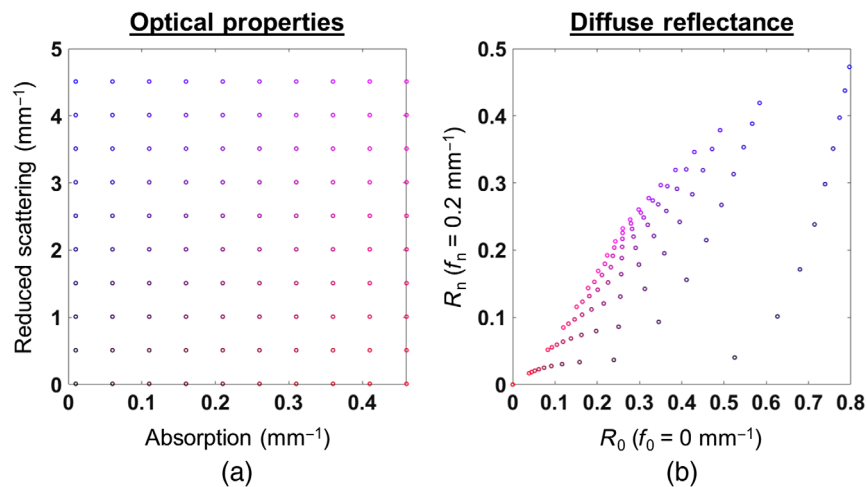 Optical properties
Diffuse reflectance
5
4
3
2
1
0
Reduced scattering (mm⁻¹)
0 0.1 0.2 0.3 0.4
Absorption (mm⁻¹)
(a)
0.5
0.4
0.3
0.2
0.1
0
Rₙ (fₙ = 0.2 mm⁻¹)
0 0.1 0.2 0.3 0.4 0.5 0.6 0.7 0.8
R₀ (f₀ = 0 mm⁻¹)
(b)